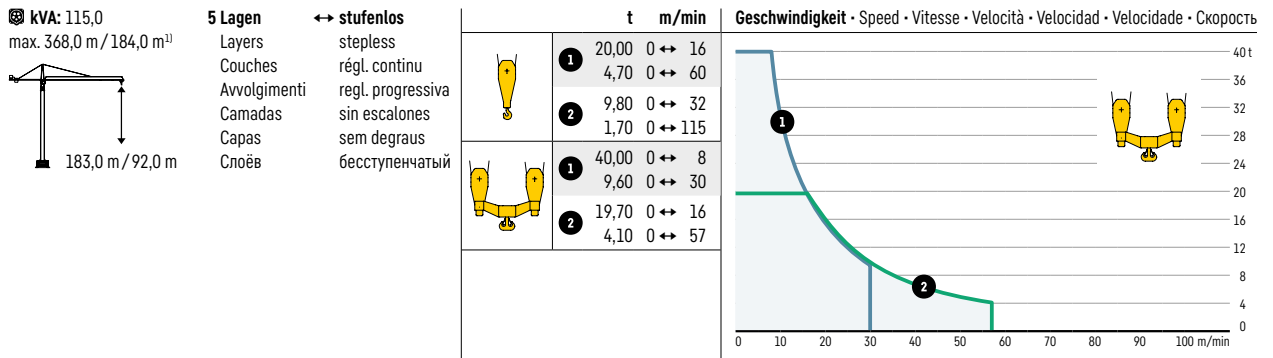 kVA: 115,0
max. 368,0 m / 184,0 m¹⁾
183,0 m / 92,0 m
5 Lagen ↔ stufenlos
Layers stepless
Couches régl. continu
Avvolgimenti regl. progressiva
Camadas sin escalones
Capas sem degraus
Слоёв бесступенчатый
t m/min
1 20,00 0 ↔ 16
4,70 0 ↔ 60
2 9,80 0 ↔ 32
1,70 0 ↔ 115
1 40,00 0 ↔ 8
9,60 0 ↔ 30
2 19,70 0 ↔ 16
4,10 0 ↔ 57
Geschwindigkeit · Speed · Vitesse · Velocità · Velocidad · Velocidade · Скорость
40 t
36
32
28
24
20
16
12
8
4
0
1
2
0 10 20 30 40 50 60 70 80 90 100 m/min